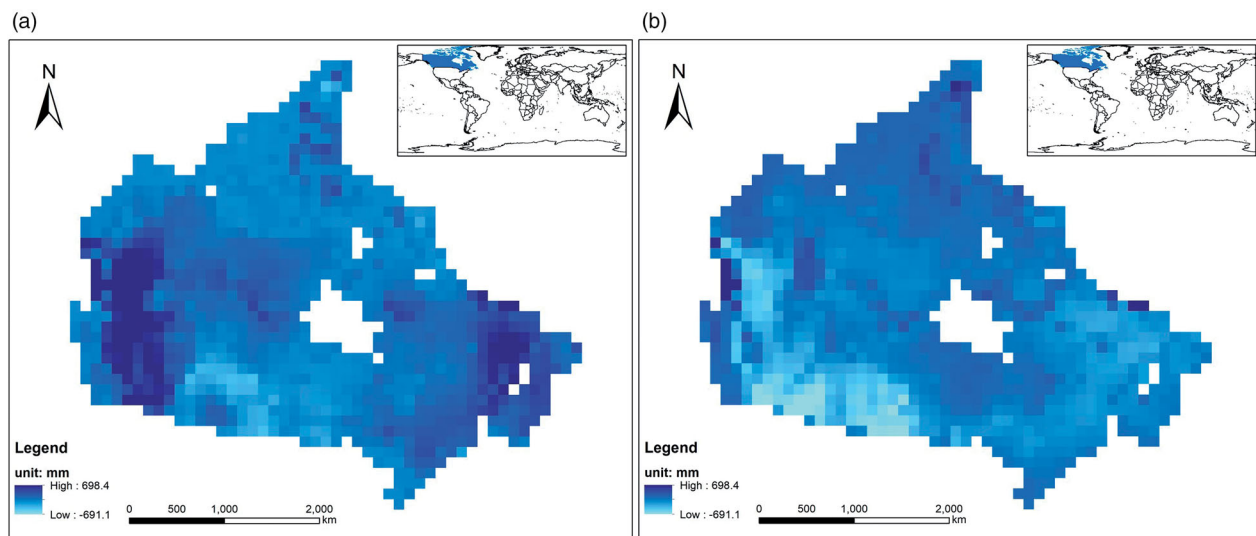 (a)
N
Legend
unit: mm
High : 698.4
Low : -691.1
0 500 1,000 2,000
km
(b)
N
Legend
unit: mm
High : 698.4
Low : -691.1
0 500 1,000 2,000
km